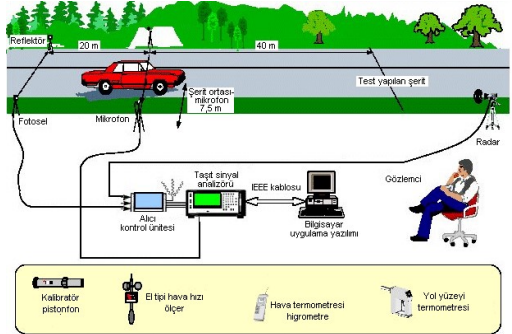 Reflektör
20 m
40 m
Şerit ortası-
mikrofon
7,5 m
Test yapılan şerit
Fotosel
Mikrofon
Radar
Taşıt sinyal
analizörü
IEEE kablosu
Gözlemci
Alıcı
kontrol ünitesi
Bilgisayar
uygulama yazılımı
Kalibratör
pistonfon
El tipi hava hızı
ölçer
Hava termometresi
higrometre
Yol yüzeyi
termometresi